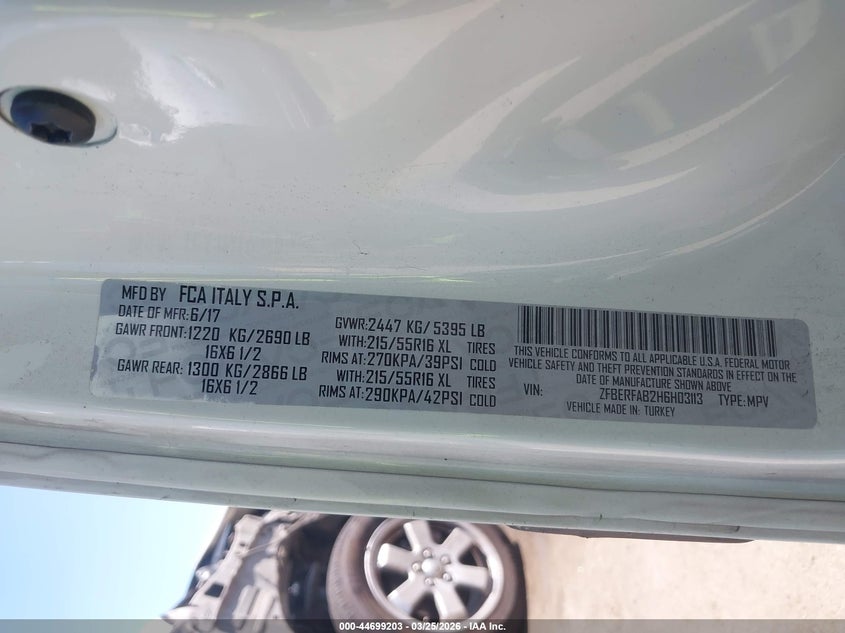 MFD BY FCA ITALY S.P.A.
DATE OF MFR: 6/17
GAWR FRONT: 1220 KG/2690 LB
16X6 1/2
GAWR REAR: 1300 KG/2866 LB
16X6 1/2
GVWR: 2447 KG/5395 LB
WITH: 215/55R16 XL TIRES
RIMS AT: 270KPA/39PSI COLD
WITH: 215/55R16 XL TIRES
RIMS AT: 290KPA/42PSI COLD
THIS VEHICLE CONFORMS TO ALL APPLICABLE U.S.A. FEDERAL MOTOR
VEHICLE SAFETY AND THEFT PREVENTION STANDARDS IN EFFECT ON THE
DATE OF MANUFACTURE SHOWN ABOVE
VIN: ZFBERFAB2H6H03113 TYPE: MPV
VEHICLE MADE IN: TURKEY
000-44699203 - 03/25/2026 - IAA, Inc.